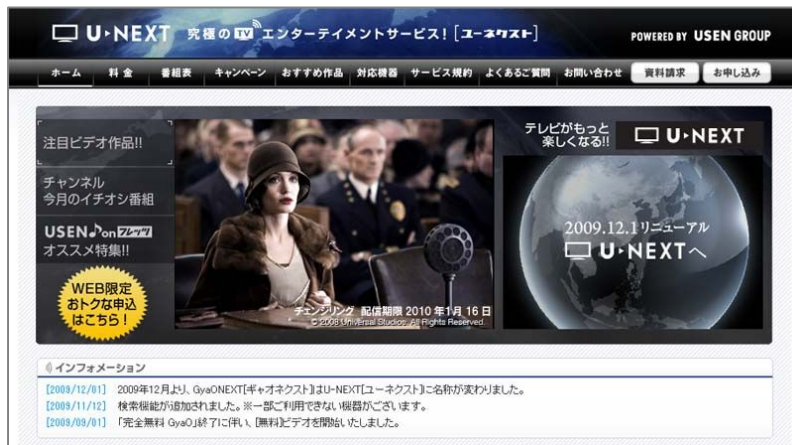 U-NEXT 究極のTVエンターテイメントサービス！[ユーネクスト]
POWERED BY USEN GROUP
ホーム 料金 番組表 キャンペーン おすすめ作品 対応機器 サービス規約 よくあるご質問 お問い合わせ 資料請求 お申し込み
注目ビデオ作品!!
チャンネル
今月のイチオシ番組
USEN♪on フレッツ
オススメ特集!!
WEB限定
おトクな申込
はこちら！
チェンジリング 配信期限 2010 年1月 16 日
© 2008 Universal Studios. All Rights Reserved.
テレビがもっと
楽しくなる!!
U-NEXT
2009.12.1リニューアル
U-NEXTへ
インフォメーション
[2009/12/01] 2009年12月より、GyaONEXT[ギャオネクスト]はU-NEXT[ユーネクスト]に名称が変わりました。
[2009/11/12] 検索機能が追加されました。※一部ご利用できない機器がございます。
[2009/09/01] 「完全無料 GyaO」終了に伴い、[無料]ビデオを開始いたしました。